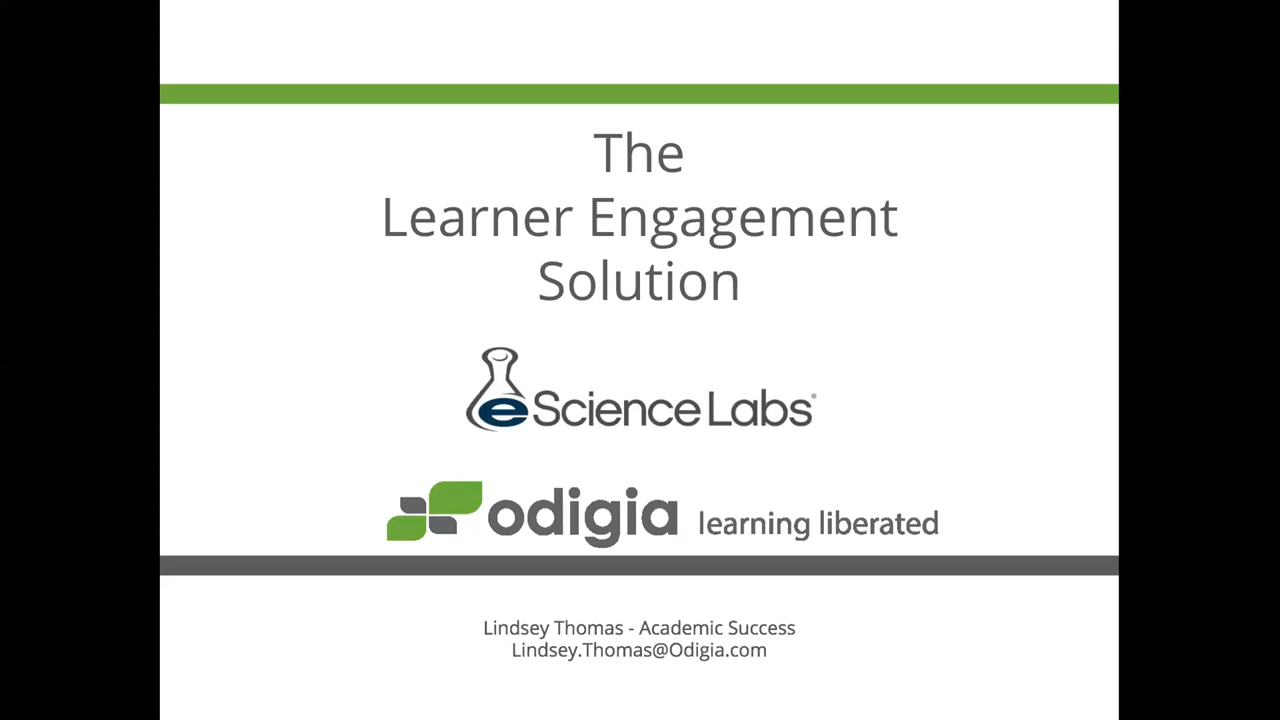 The
Learner Engagement
Solution
eScience Labs®
odigia learning liberated
Lindsey Thomas - Academic Success
Lindsey.Thomas@Odigia.com